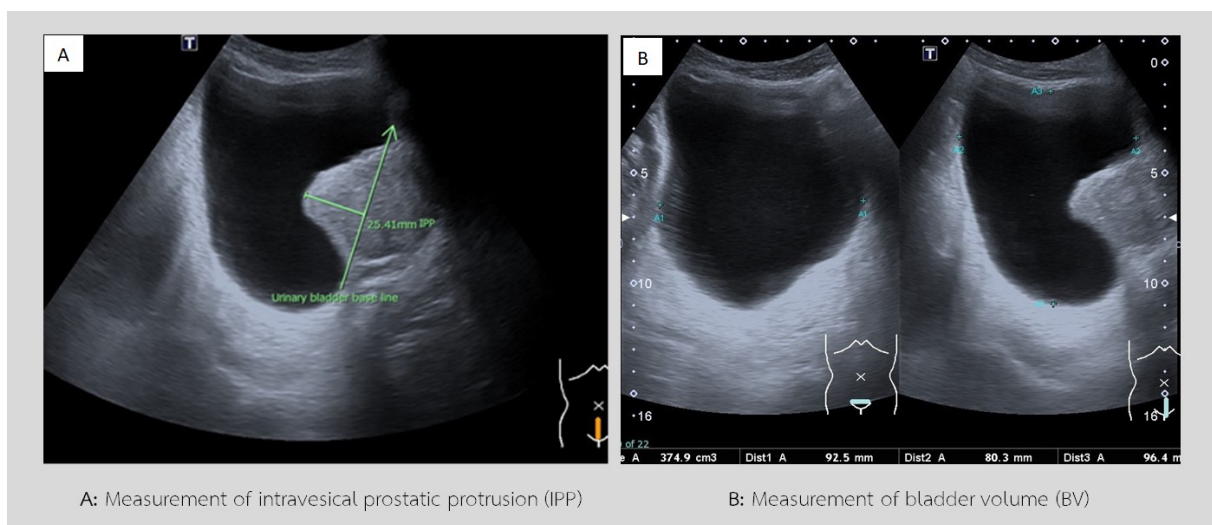 A
T
25.41mm IPP
Urinary bladder base line
B
T
0
A3
A2
A2
5
5
A1
A1
10
10
16
16
of 22
e A 374.9 cm3 Dist1 A 92.5 mm Dist2 A 80.3 mm Dist3 A 96.4 m
A: Measurement of intravesical prostatic protrusion (IPP)
B: Measurement of bladder volume (BV)